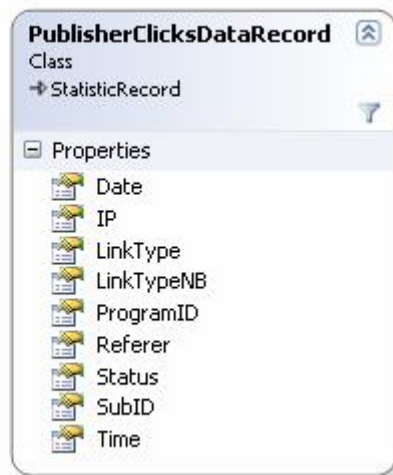 PublisherClicksDataRecord
Class
StatisticRecord
Properties
Date
IP
LinkType
LinkTypeNB
ProgramID
Referer
Status
SubID
Time